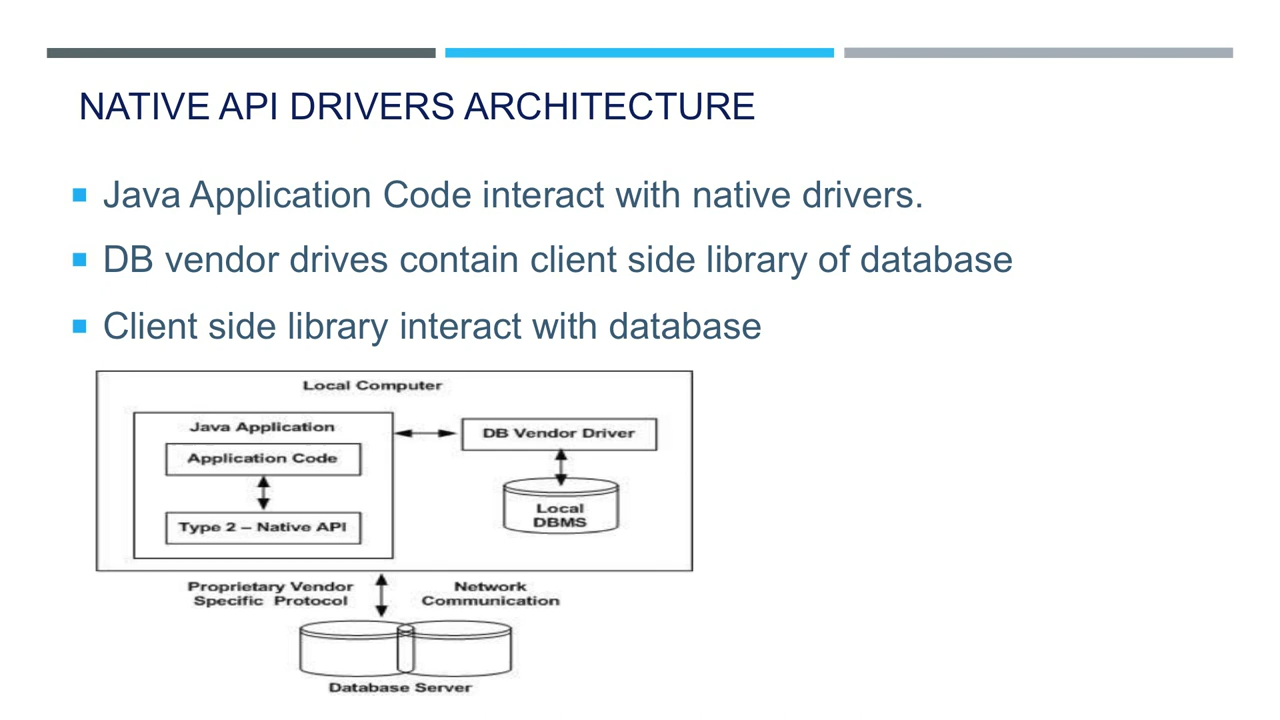 NATIVE API DRIVERS ARCHITECTURE
Java Application Code interact with native drivers.
DB vendor drives contain client side library of database
Client side library interact with database
Local Computer
Java Application
DB Vendor Driver
Application Code
Local
DBMS
Type 2 – Native API
Proprietary Vendor
Specific Protocol
Network
Communication
Database Server